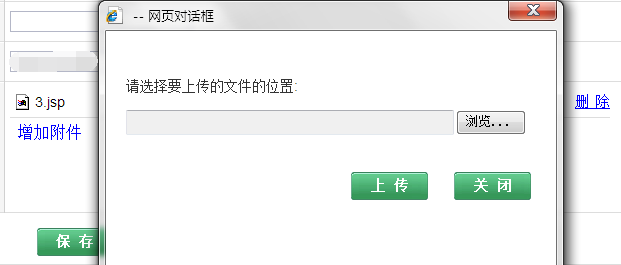 -- 网页对话框
请选择要上传的文件的位置:
浏览...
上 传
关 闭
3.jsp
删 除
增加附件
保 存